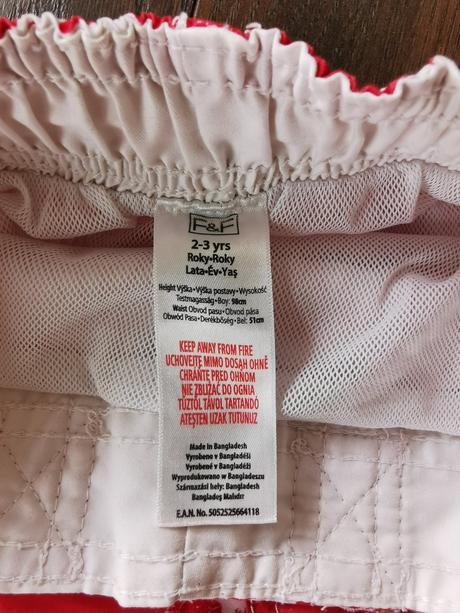 F&F
2-3 yrs
Roky•Roky
Lata•Év•Yaş
Height Výška•Výška postavy•Wysokość
Testmagasság•Boy: 98cm
Waist Obvod pasu•Obvod pása
Obwód Pasa•Derékbőség•Bel: 51cm
KEEP AWAY FROM FIRE
UCHOVEJTE MIMO DOSAH OHNĚ
CHRÁŇTE PRED OHŇOM
NIE ZBLIŻAĆ DO OGNIA
TŰZTŐL TÁVOL TARTANDÓ
ATEŞTEN UZAK TUTUNUZ
Made in Bangladesh
Vyrobeno v Bangladéši
Vyrobené v Bangladéži
Wyprodukowano w Bangladeszu
Származási hely: Bangladesh
Bangladeş Malıdır
E.A.N. No. 5052525664118